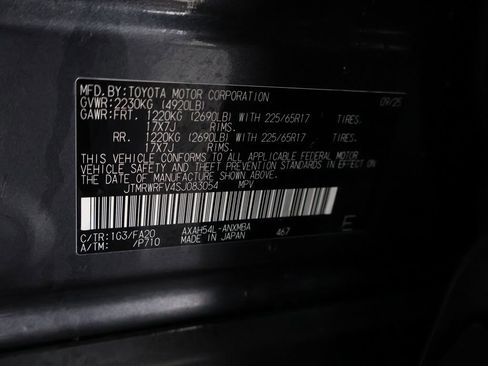 MFD.BY:TOYOTA MOTOR CORPORATION 09/25
GVWR:2230KG (4920LB)
GAWR:FRT. 1220KG (2690LB) WITH 225/65R17 TIRES.
17X7J RIMS.
RR. 1220KG (2690LB) WITH 225/65R17 TIRES.
17X7J RIMS.
THIS VEHICLE CONFORMS TO ALL APPLICABLE FEDERAL MOTOR
VEHICLE SAFETY AND THEFT PREVENTION STANDARDS IN EFFECT ON
THE DATE OF MANUFACTURE SHOWN ABOVE.
JTMRWRFV4SJ083054 MPV
C/TR:1G3/FA20 AXAH54L-ANXMBA 467 E
A/TM: /P710 MADE IN JAPAN